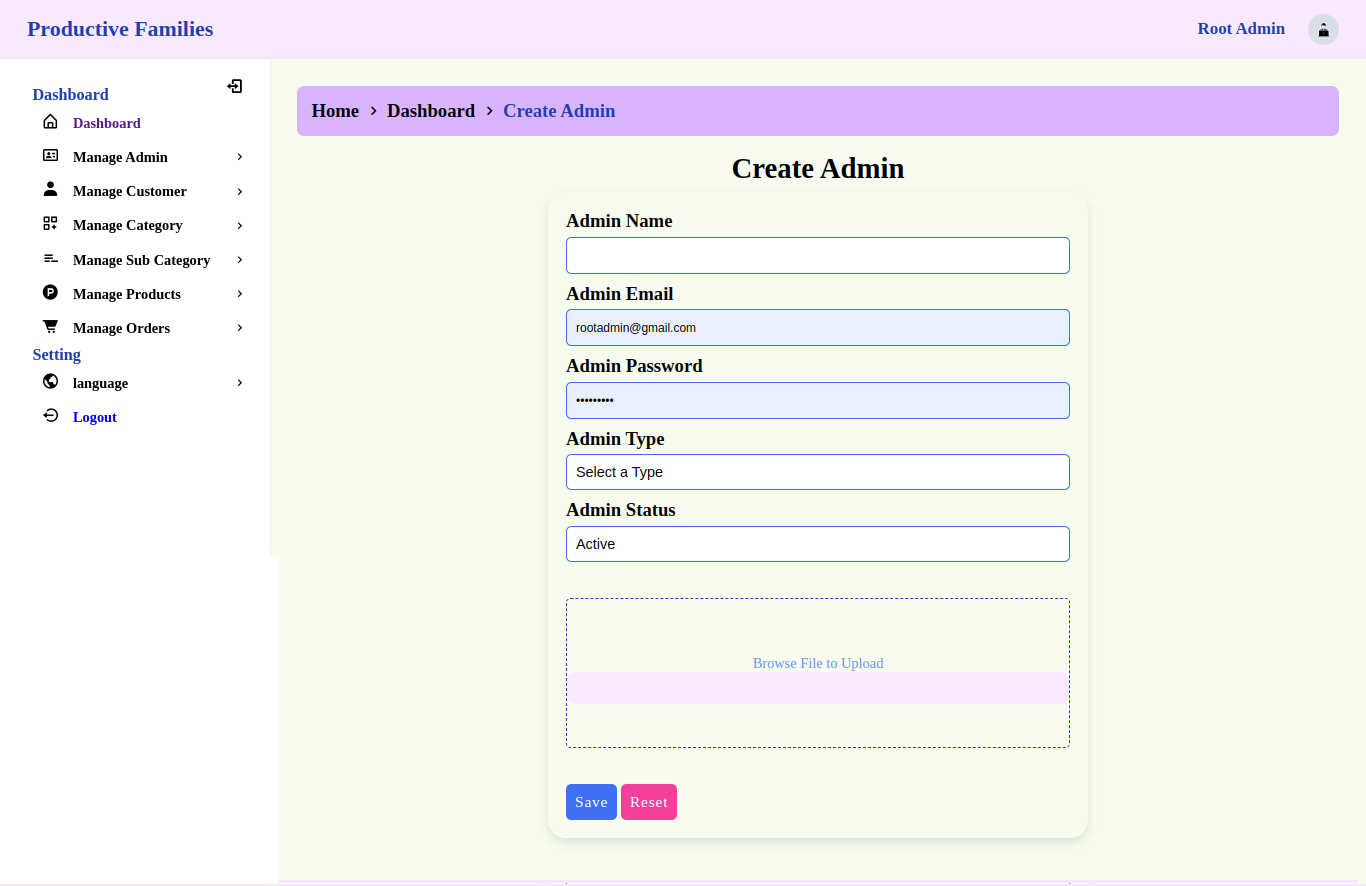 Productive Families
Root Admin
Dashboard
Dashboard
Manage Admin
Manage Customer
Manage Category
Manage Sub Category
Manage Products
Manage Orders
Setting
language
Logout
Home > Dashboard > Create Admin
Create Admin
Admin Name
Admin Email
rootadmin@gmail.com
Admin Password
•••••••••
Admin Type
Select a Type
Admin Status
Active
Browse File to Upload
Save Reset